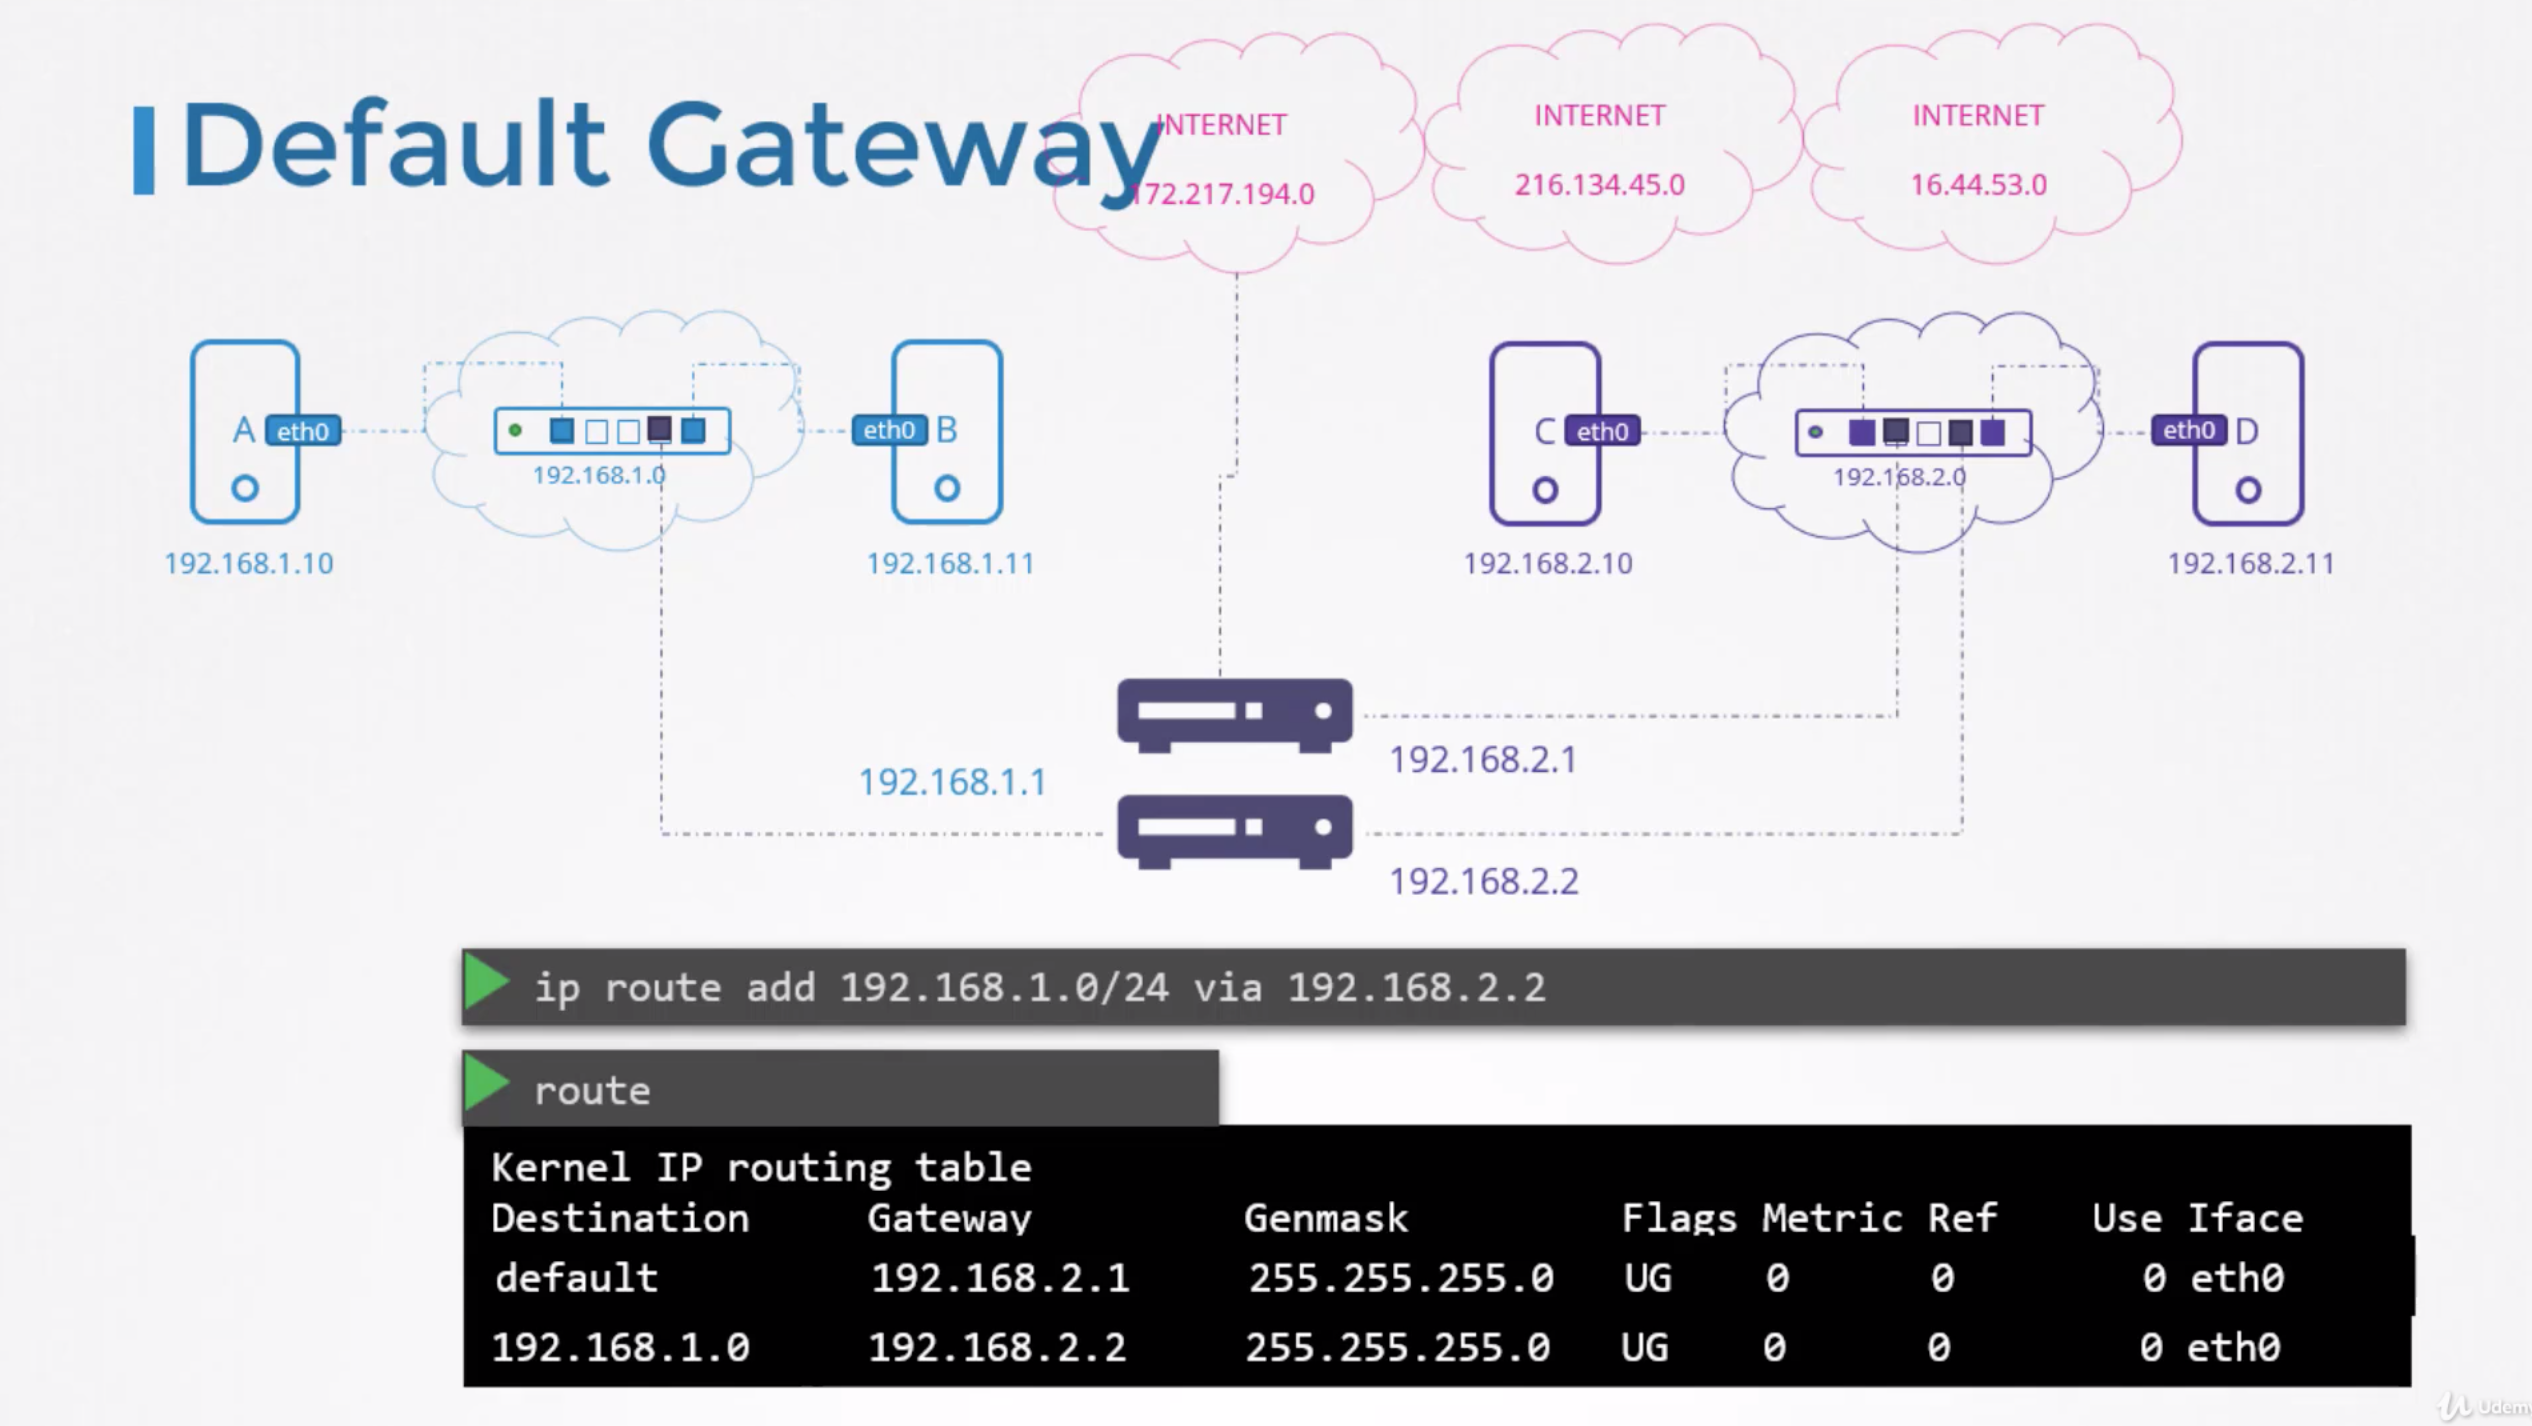 Default Gateway
INTERNET
172.217.194.0
INTERNET
216.134.45.0
INTERNET
16.44.53.0
A eth0
192.168.1.0
eth0 B
C eth0
192.168.2.0
eth0 D
192.168.1.10
192.168.1.11
192.168.2.10
192.168.2.11
192.168.1.1
192.168.2.1
192.168.2.2
ip route add 192.168.1.0/24 via 192.168.2.2
route
Kernel IP routing table
Destination Gateway Genmask Flags Metric Ref Use Iface
default 192.168.2.1 255.255.255.0 UG 0 0 0 eth0
192.168.1.0 192.168.2.2 255.255.255.0 UG 0 0 0 eth0